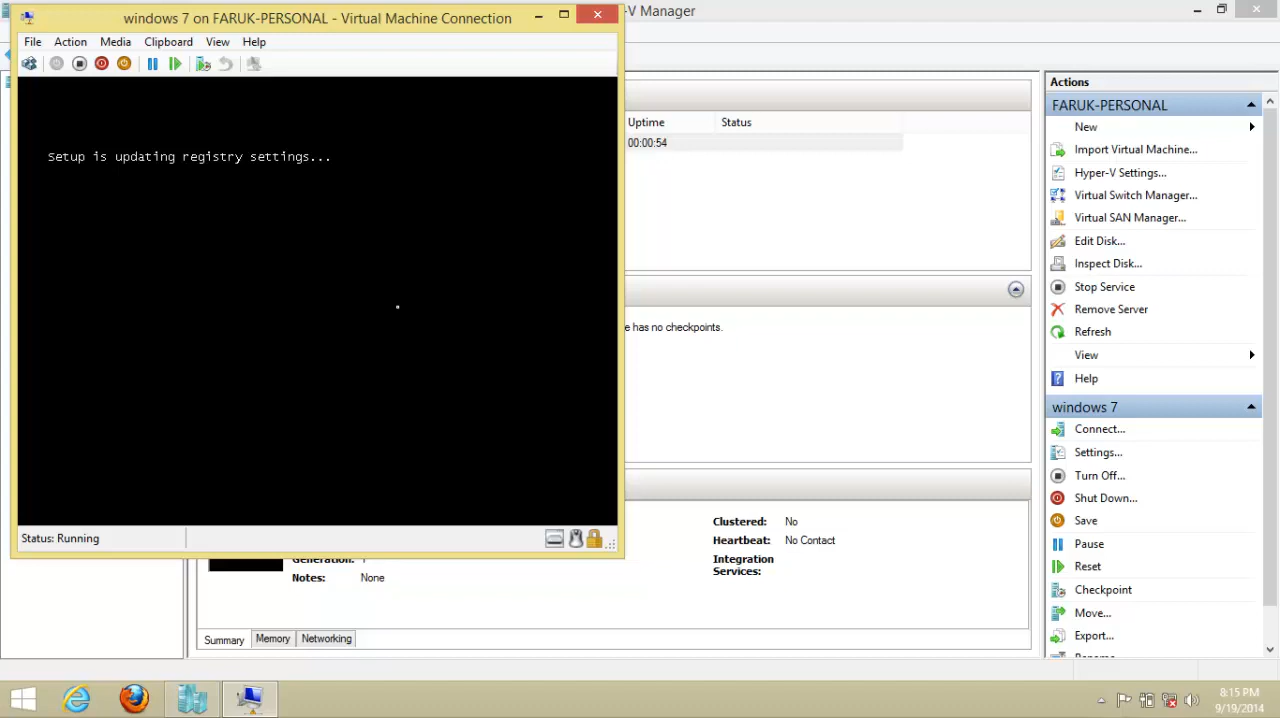 windows 7 on FARUK-PERSONAL - Virtual Machine Connection
-V Manager
File Action Media Clipboard View Help
Setup is updating registry settings...
Status: Running
Uptime Status
00:00:54
e has no checkpoints.
Generation: 1
Notes: None
Clustered: No
Heartbeat: No Contact
Integration
Services:
Summary Memory Networking
Actions
FARUK-PERSONAL
New
Import Virtual Machine...
Hyper-V Settings...
Virtual Switch Manager...
Virtual SAN Manager...
Edit Disk...
Inspect Disk...
Stop Service
Remove Server
Refresh
View
Help
windows 7
Connect...
Settings...
Turn Off...
Shut Down...
Save
Pause
Reset
Checkpoint
Move...
Export...
8:15 PM
9/19/2014